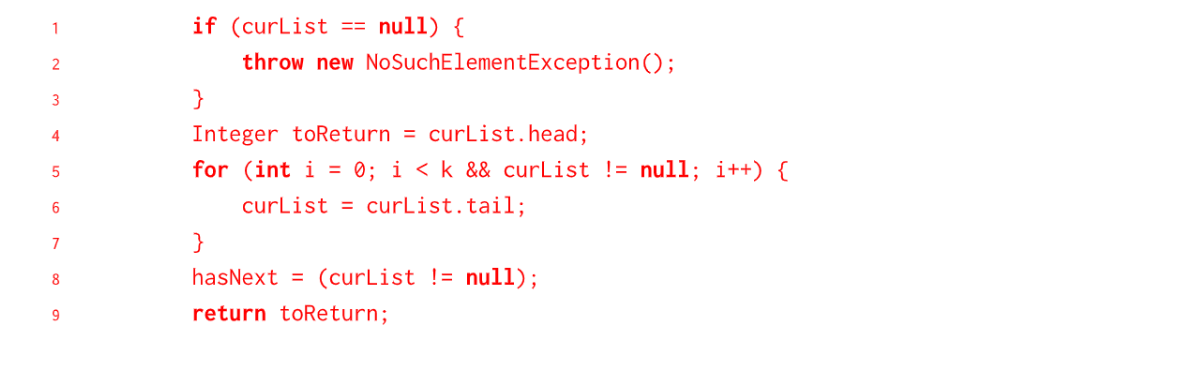 1 if (curList == null) {
2 throw new NoSuchElementException();
3 }
4 Integer toReturn = curList.head;
5 for (int i = 0; i < k && curList != null; i++) {
6 curList = curList.tail;
7 }
8 hasNext = (curList != null);
9 return toReturn;